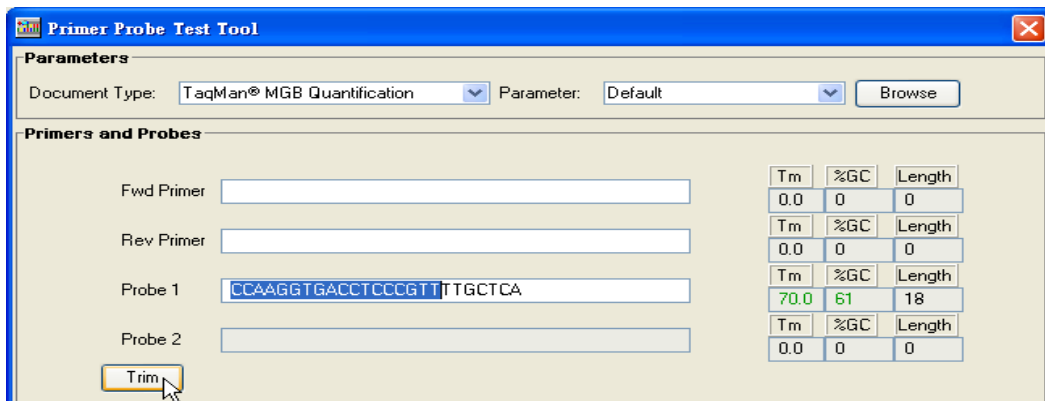 Primer Probe Test Tool
Parameters
Document Type: TaqMan® MGB Quantification Parameter: Default Browse
Primers and Probes
Tm %GC Length
Fwd Primer 0.0 0 0
Tm %GC Length
Rev Primer 0.0 0 0
Tm %GC Length
Probe 1 CCAAGGTGACCTCCCGTTTTGCTCA 70.0 61 18
Tm %GC Length
Probe 2 0.0 0 0
Trim